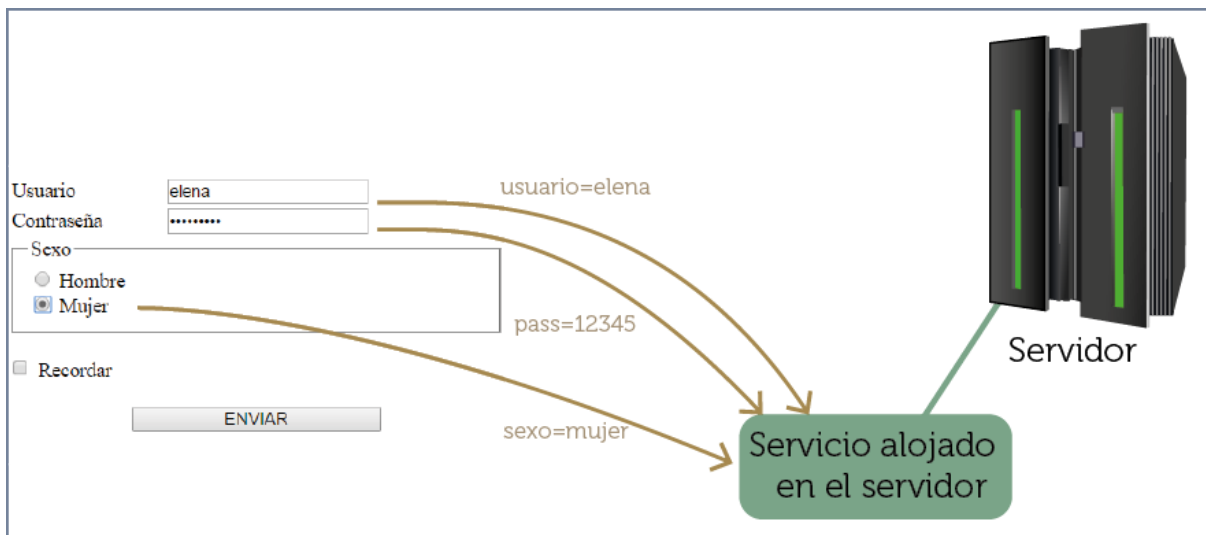 Usuario
elena
usuario=elena
Contraseña
•••••••••
Sexo
Hombre
Mujer
pass=12345
Servidor
Recordar
ENVIAR
sexo=mujer
Servicio alojado
en el servidor